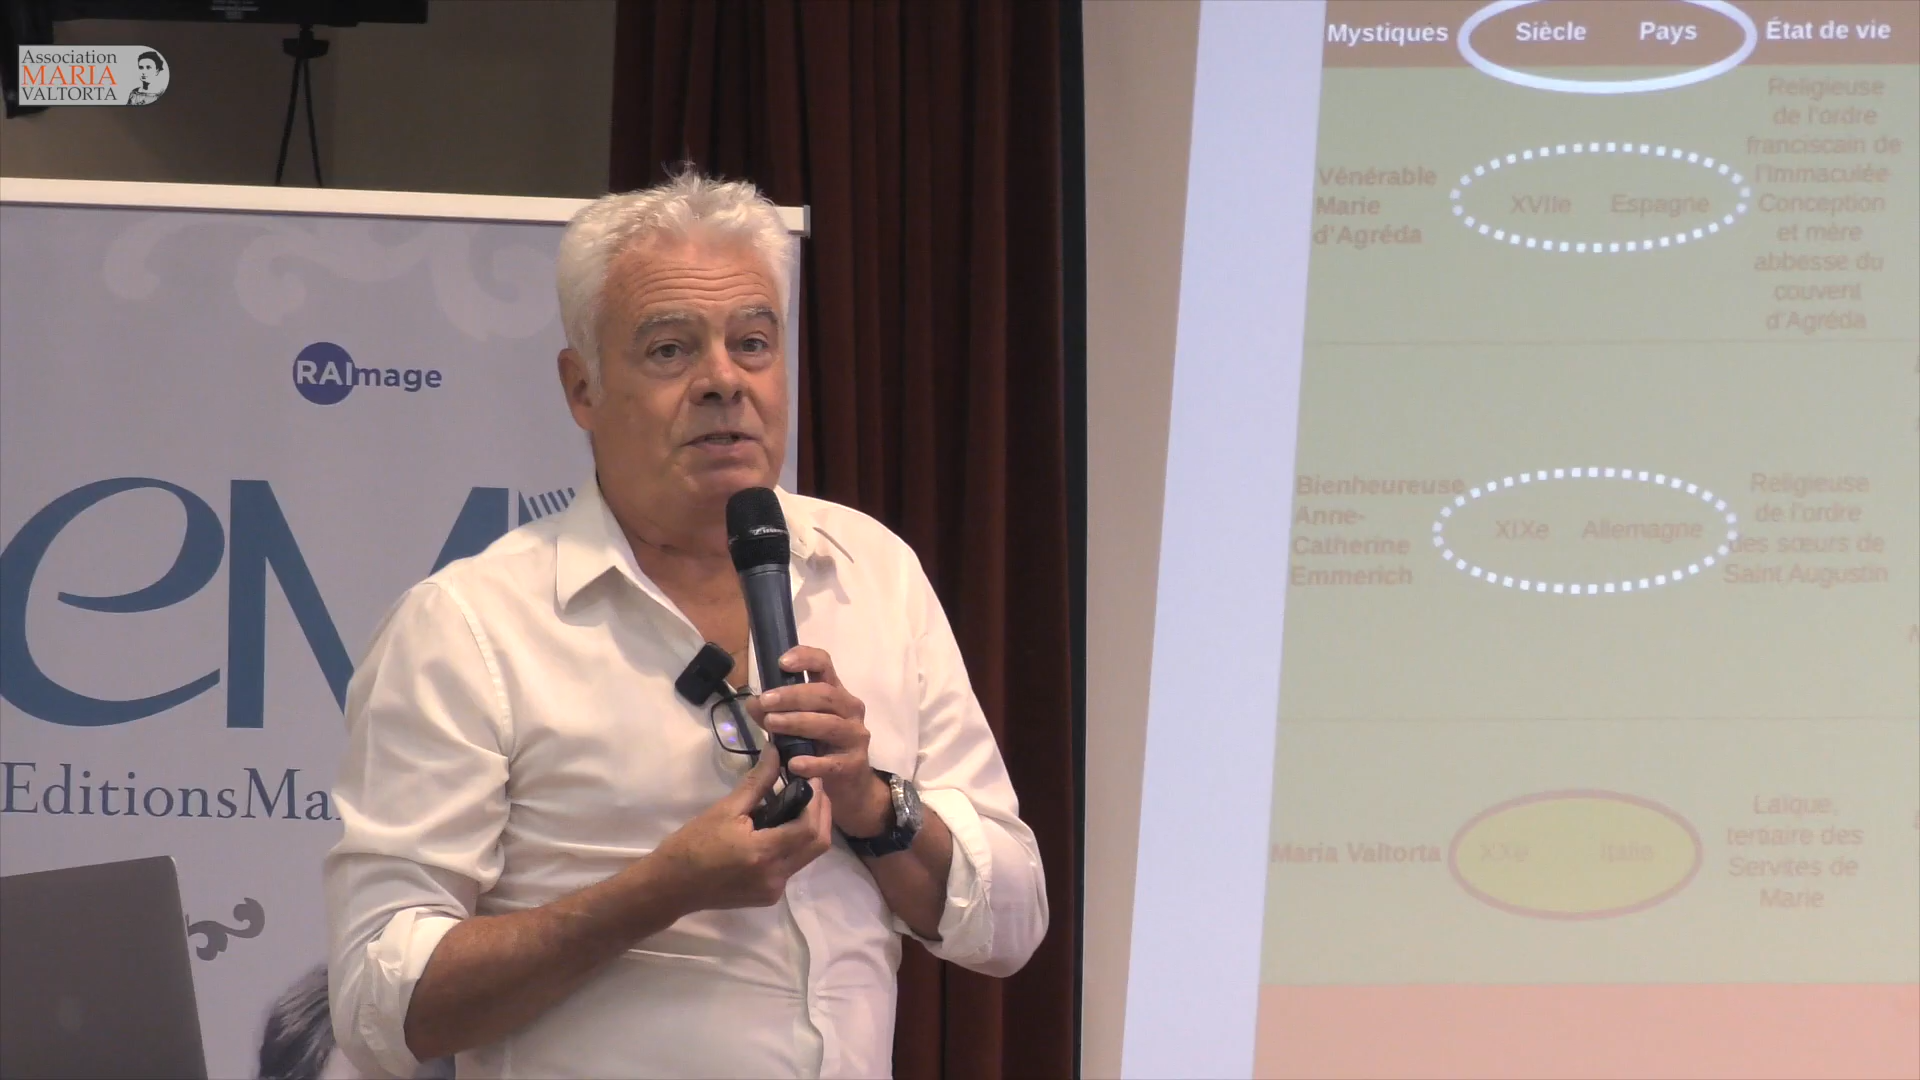 Association
MARIA
VALTORTA
RAImage
eM
EditionsMa
Mystiques Siècle Pays État de vie
Vénérable
Marie
d'Agréda
XVIIe Espagne
Religieuse
de l'ordre
franciscain de
l'Immaculée-
Conception
et mère
abbesse du
couvent
d'Agréda
Bienheureuse
Anne-
Catherine
Emmerich
XIXe Allemagne
Religieuse
de l'ordre
des sœurs de
Saint Augustin
Maria Valtorta
XXe Italie
Laïque,
tertiaire des
Servites de
Marie